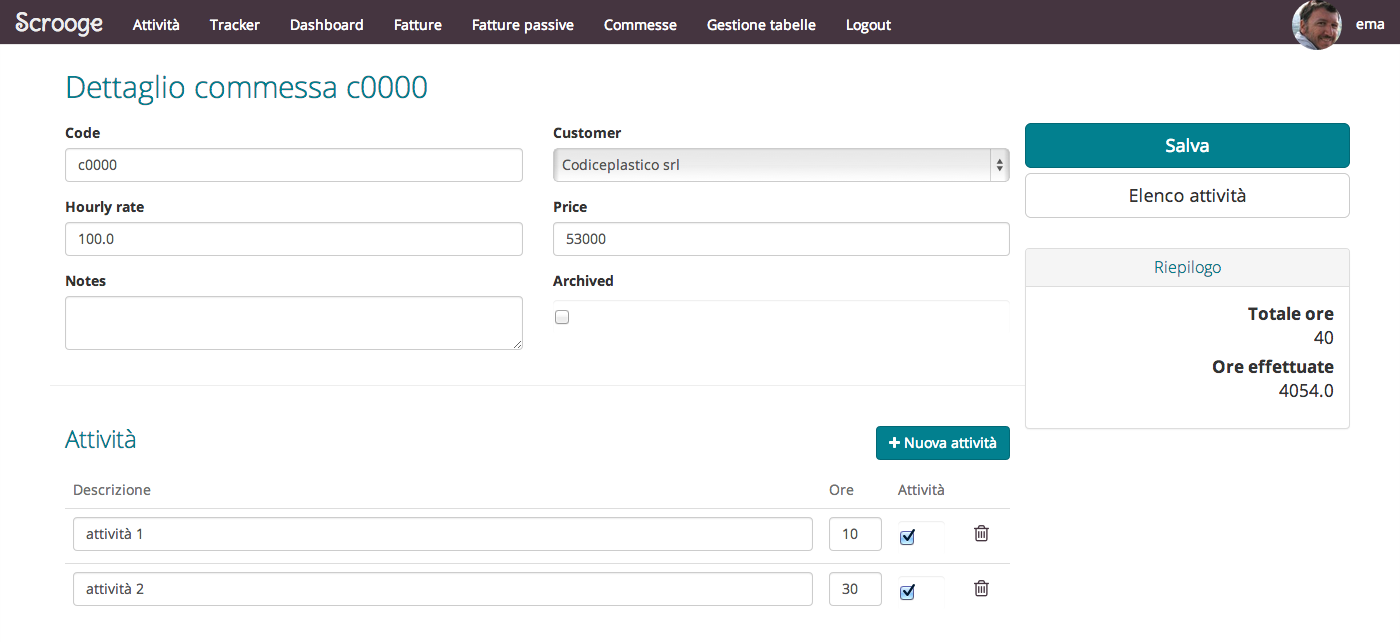 Scrooge Attività Tracker Dashboard Fatture Fatture passive Commesse Gestione tabelle Logout ema
Dettaglio commessa c0000
Code Customer
c0000 Codiceplastico srl
Salva
Elenco attività
Hourly rate Price
100.0 53000
Notes Archived
Riepilogo
Totale ore
40
Ore effettuate
4054.0
Attività
Nuova attività
Descrizione Ore Attività
attività 1 10
attività 2 30